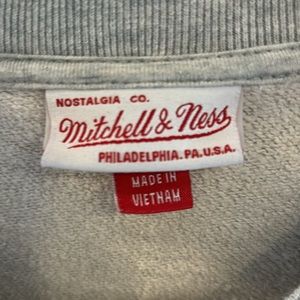 NOSTALGIA CO.
Mitchell & Ness
PHILADELPHIA.PA.U.S.A.
MADE IN
VIETNAM